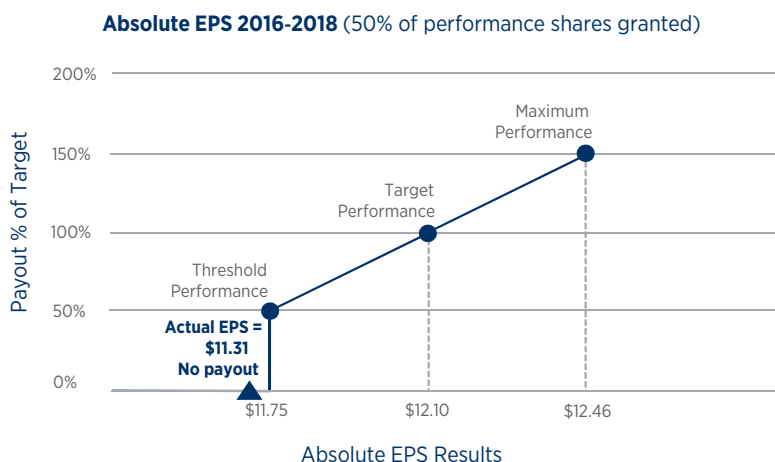 Absolute EPS 2016-2018 (50% of performance shares granted)
Payout % of Target
200%
150%
100%
50%
0%
Maximum
Performance
Target
Performance
Threshold
Performance
Actual EPS =
$11.31
No payout
$11.75
$12.10
$12.46
Absolute EPS Results